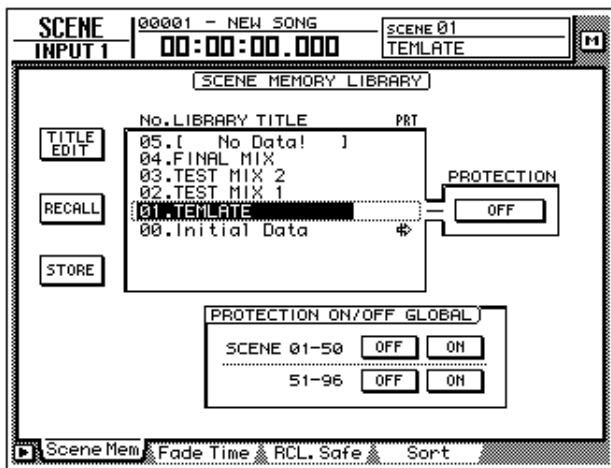 SCENE
INPUT 1
00001 - NEW SONG
00:00:00.000
SCENE 01
TEMLATE
M
SCENE MEMORY LIBRARY
No.LIBRARY TITLE PRT
TITLE EDIT
RECALL
STORE
05.[ No Data! ]
04.FINAL MIX
03.TEST MIX 2
02.TEST MIX 1
01.TEMLATE
00.Initial Data
PROTECTION
OFF
PROTECTION ON/OFF GLOBAL
SCENE 01-50 OFF ON
51-96 OFF ON
Scene Mem Fade Time RCL. Safe Sort